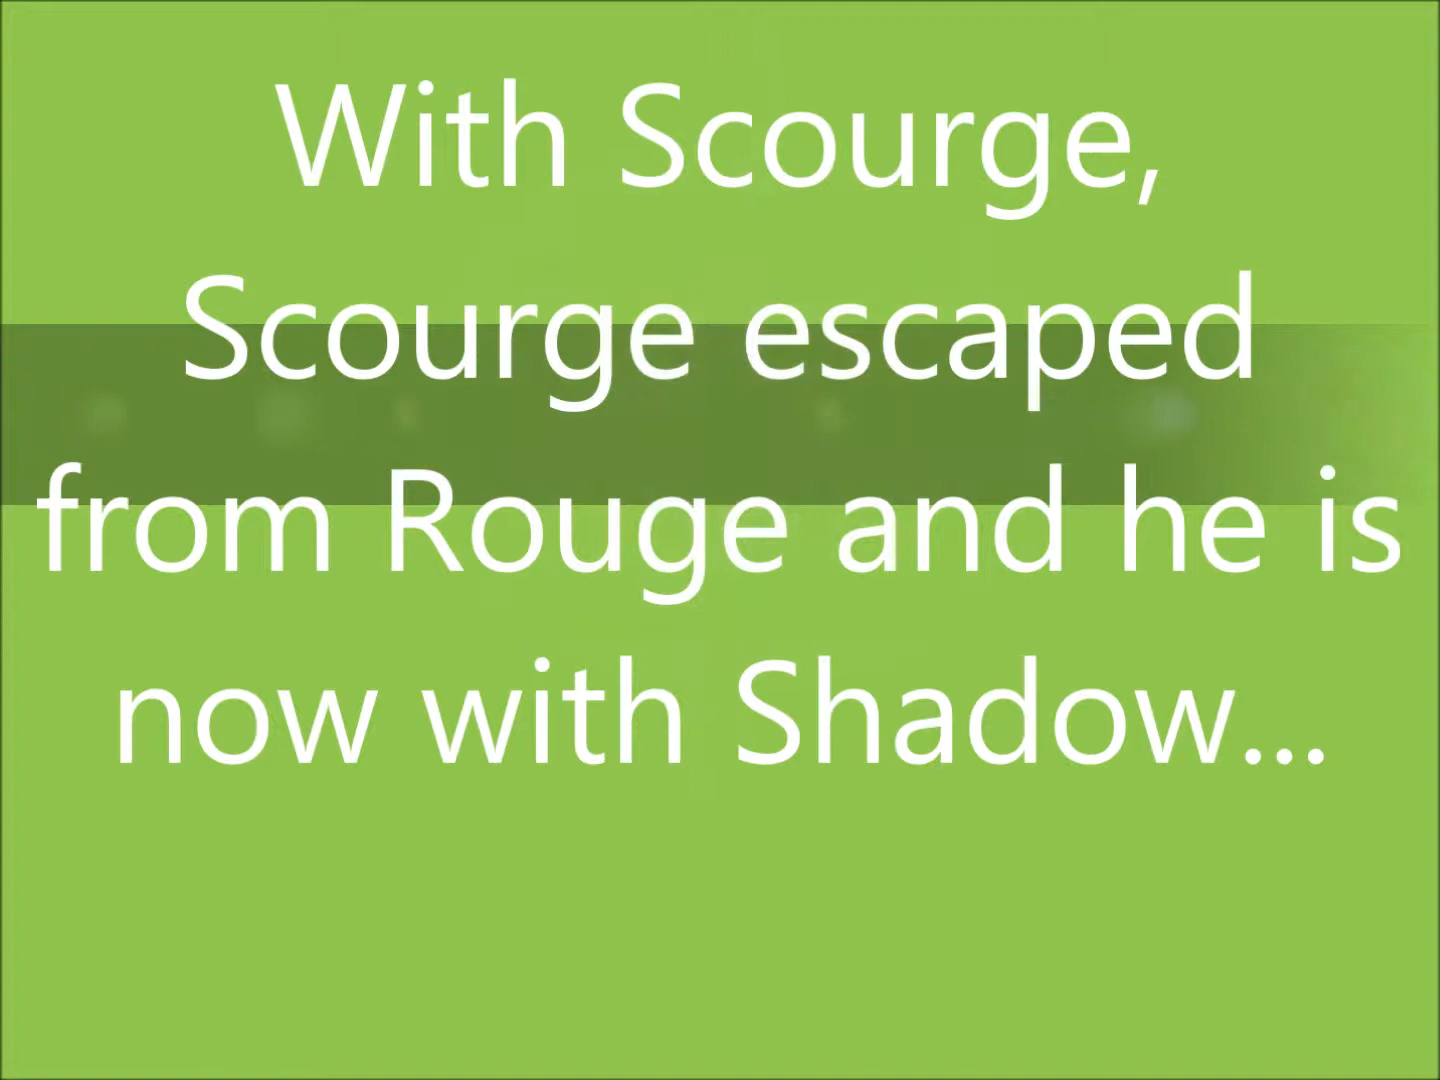 With Scourge,
Scourge escaped
from Rouge and he is
now with Shadow...